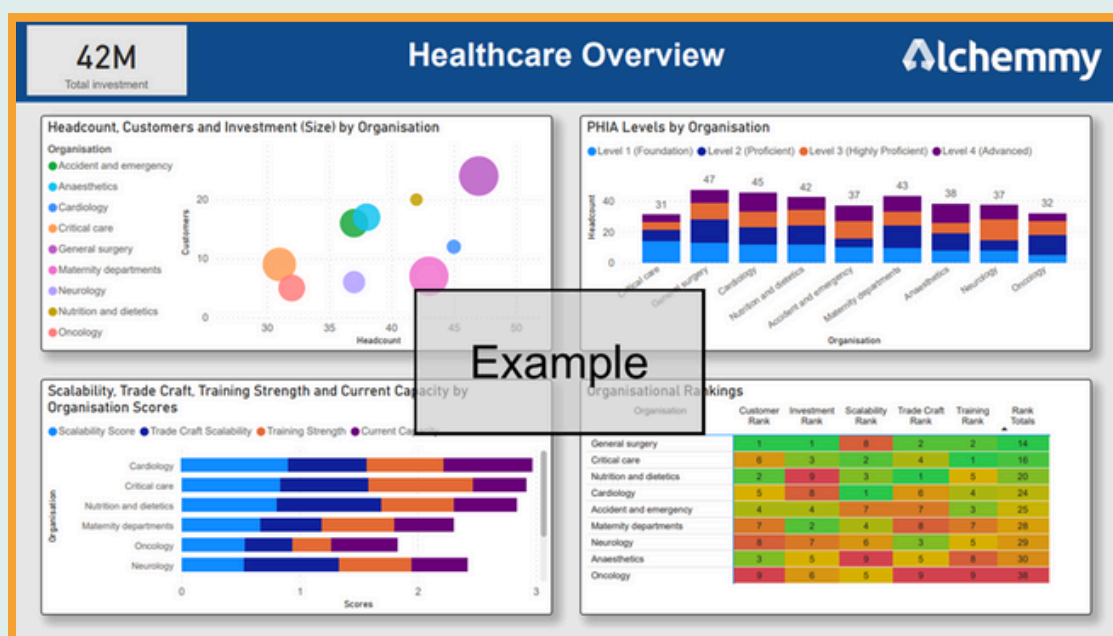 42M
Total investment
Healthcare Overview
Alchemmy
Headcount, Customers and Investment (Size) by Organisation
Organisation
Accident and emergency
Anaesthetics
Cardiology
Critical care
General surgery
Maternity departments
Neurology
Nutrition and dietetics
Oncology
Customers
20
10
0
30 35 40 45 50
Headcount
PHIA Levels by Organisation
Level 1 (Foundation) Level 2 (Proficient) Level 3 (Highly Proficient) Level 4 (Advanced)
Headcount
40
20
0
31 47 45 42 37 43 38 37 32
Critical care General surgery Cardiology Nutrition and dietetics Accident and emergency Maternity departments Anaesthetics Neurology Oncology
Organisation
Example
Scalability, Trade Craft, Training Strength and Current Capacity by
Organisation Scores
Scalability Score Trade Craft Scalability Training Strength Current Capacity
Organisation
Cardiology
Critical care
Nutrition and dietetics
Maternity departments
Oncology
Neurology
0 1 2 3
Scores
Organisational Rankings
Organisation Customer Rank Investment Rank Scalability Rank Trade Craft Rank Training Rank Rank Totals
General surgery 1 1 8 2 2 14
Critical care 6 3 2 4 1 16
Nutrition and dietetics 2 9 3 1 5 20
Cardiology 5 8 1 6 4 24
Accident and emergency 4 4 7 7 3 25
Maternity departments 7 2 4 8 7 28
Neurology 8 7 6 3 5 29
Anaesthetics 3 5 9 5 8 30
Oncology 9 6 5 9 9 38